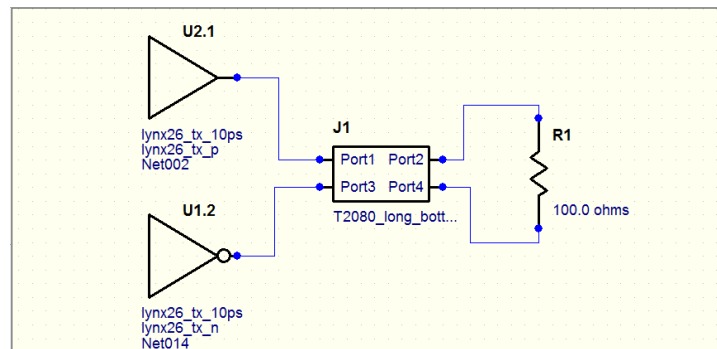 U2.1
lynx26_tx_10ps
lynx26_tx_p
Net002
J1
Port1 Port2
Port3 Port4
T2080_long_bott...
R1
100.0 ohms
U1.2
lynx26_tx_10ps
lynx26_tx_n
Net014